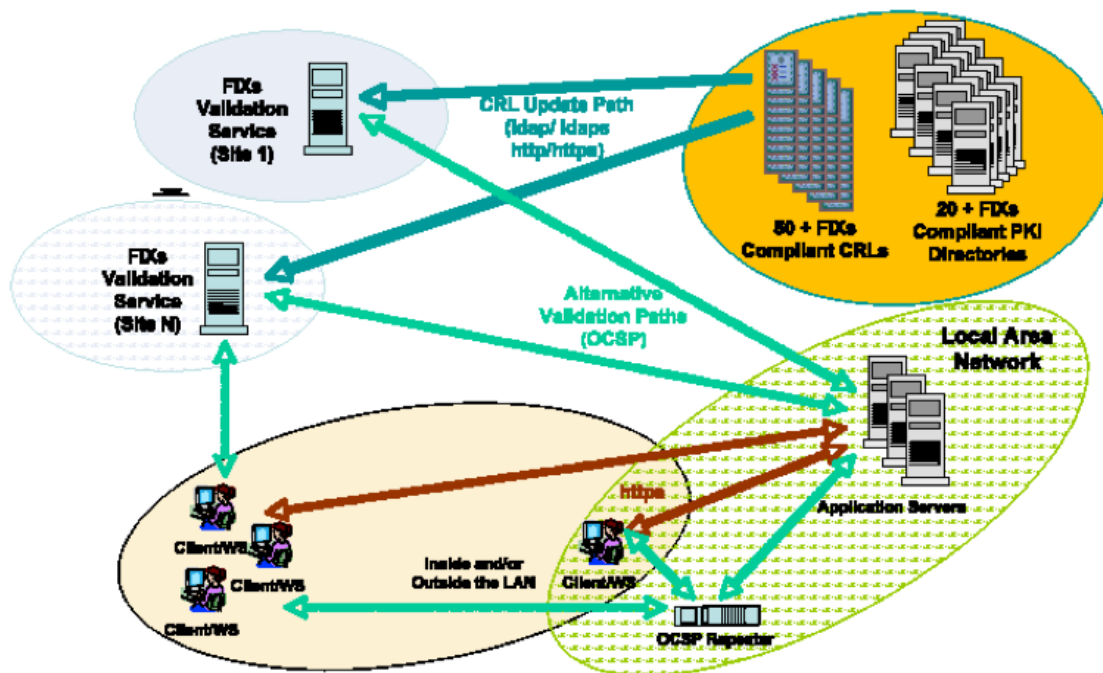 FIXs
Validation
Service
(Site 1)
CRL Update Path
(ldap/ ldaps
http/https)
50 + FIXs
Compliant CRLs
20 + FIXs
Compliant PKI
Directories
FIXs
Validation
Service
(Site N)
Alternative
Validation Paths
(OCSP)
Local Area
Network
Application Servers
https
Client/WS
Client/WS
Client/WS
Inside and/or
Outside the LAN
Client/WS
OCSP Repeater